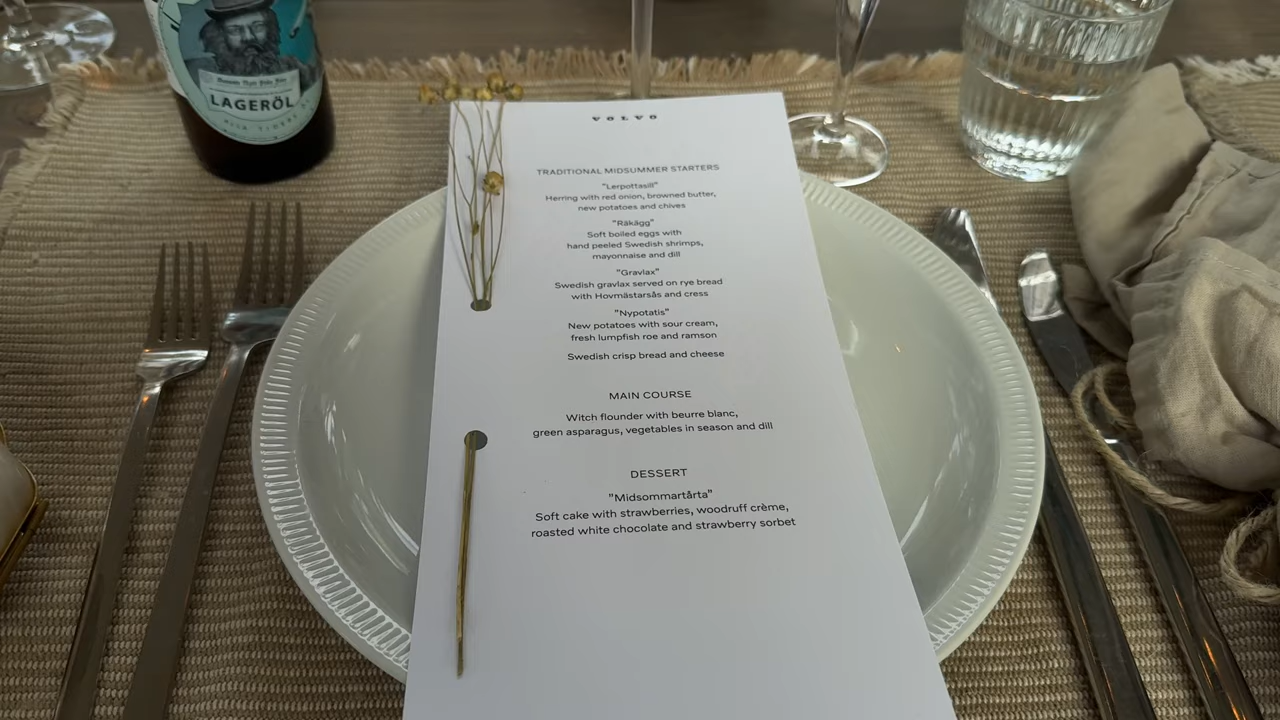 LAGERÖL
TRADITIONAL MIDSUMMER STARTERS
"Lerpottasill"
Herring with red onion, browned butter,
new potatoes and chives
"Räkägg"
Soft boiled eggs with
hand peeled Swedish shrimps,
mayonnaise and dill
"Gravlax"
Swedish gravlax served on rye bread
with Hovmästarsås and cress
"Nypotatis"
New potatoes with sour cream,
fresh lumpfish roe and ramson
Swedish crisp bread and cheese
MAIN COURSE
Witch flounder with beurre blanc,
green asparagus, vegetables in season and dill
DESSERT
"Midsommartårta"
Soft cake with strawberries, woodruff crème,
roasted white chocolate and strawberry sorbet